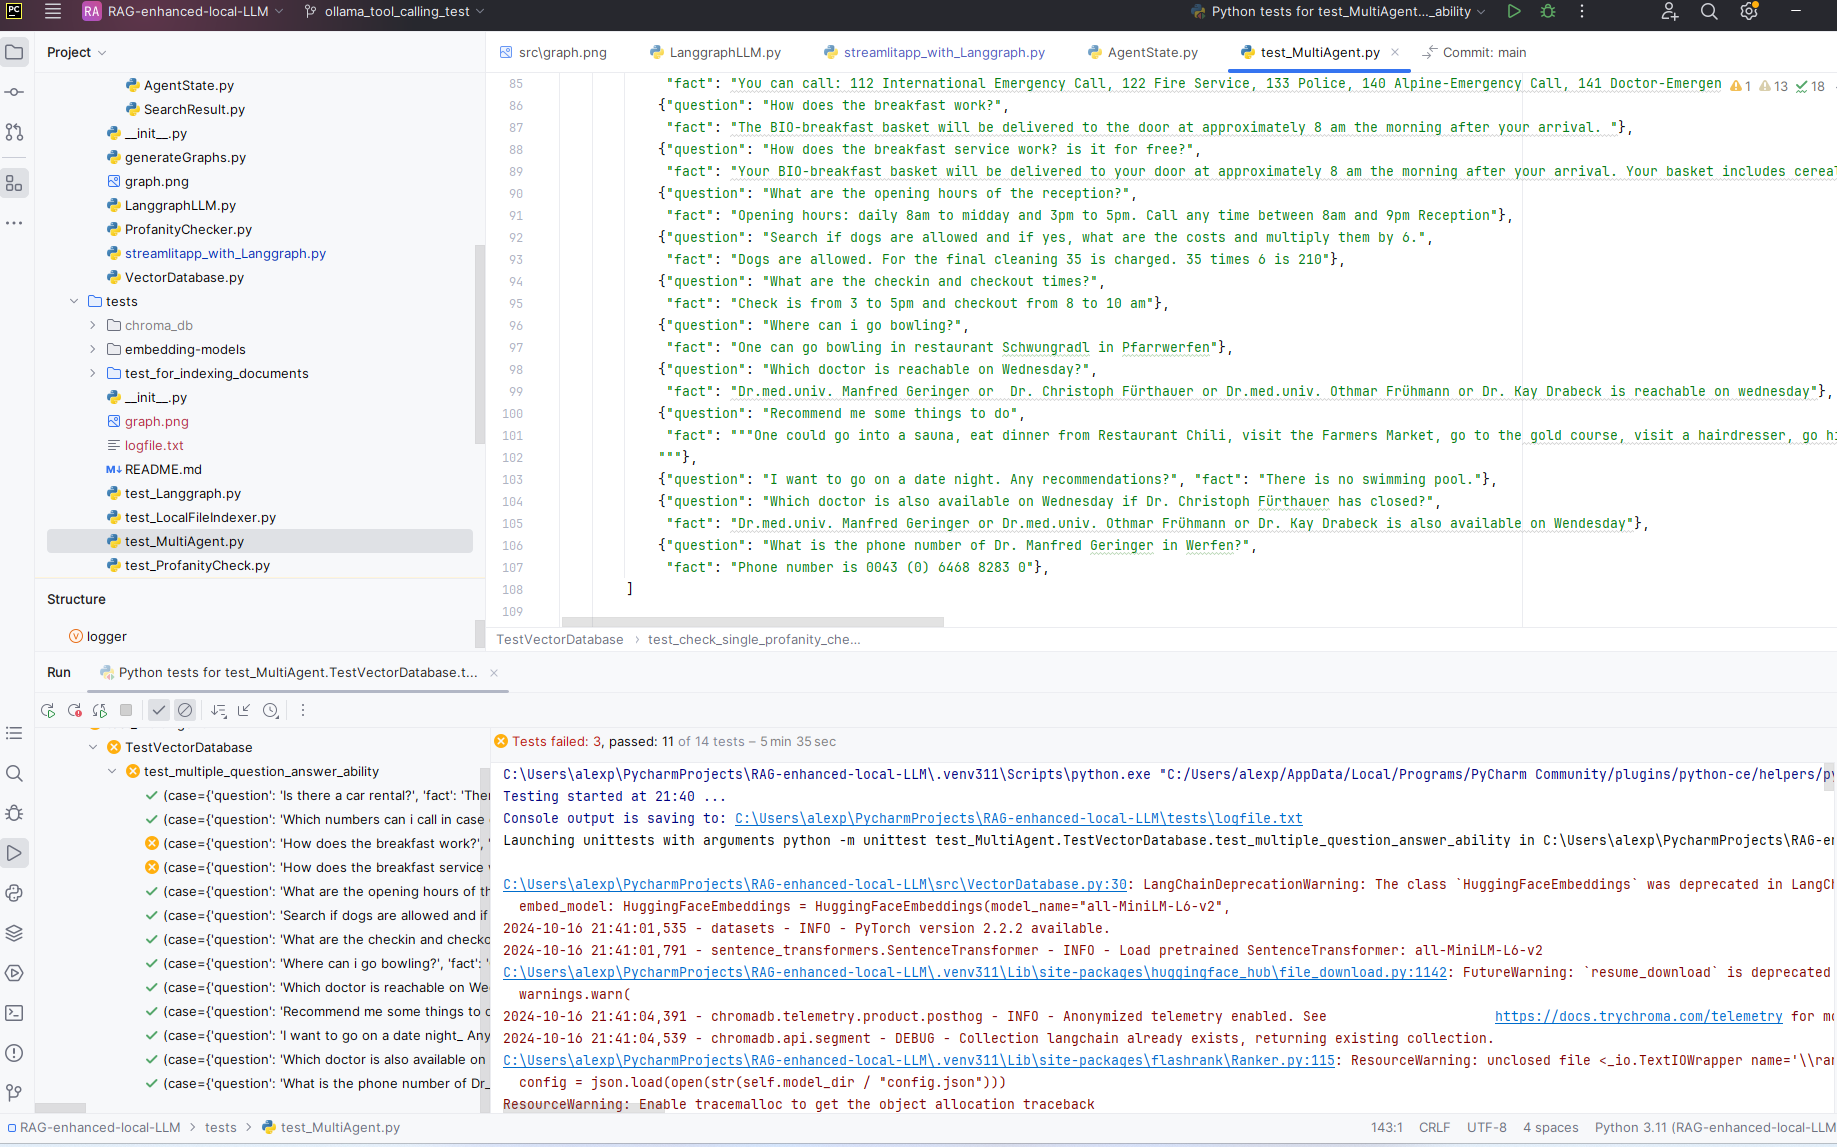 PC RA RAG-enhanced-local-LLM ollama_tool_calling_test Python tests for test_MultiAgent..._ability
Project
AgentState.py
SearchResult.py
__init__.py
generateGraphs.py
graph.png
LanggraphLLM.py
ProfanityChecker.py
streamlitapp_with_Langgraph.py
VectorDatabase.py
tests
chroma_db
embedding-models
test_for_indexing_documents
__init__.py
graph.png
logfile.txt
M↓ README.md
test_Langgraph.py
test_LocalFileIndexer.py
test_MultiAgent.py
test_ProfanityCheck.py
Structure
V logger
src\graph.png LanggraphLLM.py streamlitapp_with_Langgraph.py AgentState.py test_MultiAgent.py Commit: main
1 13 18
85 "fact": "You can call: 112 International Emergency Call, 122 Fire Service, 133 Police, 140 Alpine-Emergency Call, 141 Doctor-Emergen
86 {"question": "How does the breakfast work?",
87 "fact": "The BIO-breakfast basket will be delivered to the door at approximately 8 am the morning after your arrival. "},
88 {"question": "How does the breakfast service work? is it for free?",
89 "fact": "Your BIO-breakfast basket will be delivered to your door at approximately 8 am the morning after your arrival. Your basket includes cereal
90 {"question": "What are the opening hours of the reception?",
91 "fact": "Opening hours: daily 8am to midday and 3pm to 5pm. Call any time between 8am and 9pm Reception"},
92 {"question": "Search if dogs are allowed and if yes, what are the costs and multiply them by 6.",
93 "fact": "Dogs are allowed. For the final cleaning 35 is charged. 35 times 6 is 210"},
94 {"question": "What are the checkin and checkout times?",
95 "fact": "Check is from 3 to 5pm and checkout from 8 to 10 am"},
96 {"question": "Where can i go bowling?",
97 "fact": "One can go bowling in restaurant Schwungradl in Pfarrwerfen"},
98 {"question": "Which doctor is reachable on Wednesday?",
99 "fact": "Dr.med.univ. Manfred Geringer or  Dr. Christoph Fürthauer or Dr.med.univ. Othmar Frühmann or Dr. Kay Drabeck is reachable on wednesday"},
100 {"question": "Recommend me some things to do",
101 "fact": """One could go into a sauna, eat dinner from Restaurant Chili, visit the Farmers Market, go to the gold course, visit a hairdresser, go hi
102 """},
103 {"question": "I want to go on a date night. Any recommendations?", "fact": "There is no swimming pool."},
104 {"question": "Which doctor is also available on Wednesday if Dr. Christoph Fürthauer has closed?",
105 "fact": "Dr.med.univ. Manfred Geringer or Dr.med.univ. Othmar Frühmann or Dr. Kay Drabeck is also available on Wendesday"},
106 {"question": "What is the phone number of Dr. Manfred Geringer in Werfen?",
107 "fact": "Phone number is 0043 (0) 6468 8283 0"},
108 ]
109
TestVectorDatabase › test_check_single_profanity_che...
Run Python tests for test_MultiAgent.TestVectorDatabase.t...
TestVectorDatabase
test_multiple_question_answer_ability
(case={'question': 'Is there a car rental?', 'fact': 'Ther
(case={'question': 'Which numbers can i call in case
(case={'question': 'How does the breakfast work?', '
(case={'question': 'How does the breakfast service
(case={'question': 'What are the opening hours of th
(case={'question': 'Search if dogs are allowed and if
(case={'question': 'What are the checkin and checko
(case={'question': 'Where can i go bowling?', 'fact': '
(case={'question': 'Which doctor is reachable on We
(case={'question': 'Recommend me some things to
(case={'question': 'I want to go on a date night_ Any
(case={'question': 'Which doctor is also available on
(case={'question': 'What is the phone number of Dr_
Tests failed: 3, passed: 11 of 14 tests – 5 min 35 sec
C:\Users\alexp\PycharmProjects\RAG-enhanced-local-LLM\.venv311\Scripts\python.exe "C:/Users/alexp/AppData/Local/Programs/PyCharm Community/plugins/python-ce/helpers/py
Testing started at 21:40 ...
Console output is saving to: C:\Users\alexp\PycharmProjects\RAG-enhanced-local-LLM\tests\logfile.txt
Launching unittests with arguments python -m unittest test_MultiAgent.TestVectorDatabase.test_multiple_question_answer_ability in C:\Users\alexp\PycharmProjects\RAG-en
C:\Users\alexp\PycharmProjects\RAG-enhanced-local-LLM\src\VectorDatabase.py:30: LangChainDeprecationWarning: The class `HuggingFaceEmbeddings` was deprecated in LangCh
embed_model: HuggingFaceEmbeddings = HuggingFaceEmbeddings(model_name="all-MiniLM-L6-v2",
2024-10-16 21:41:01,535 - datasets - INFO - PyTorch version 2.2.2 available.
2024-10-16 21:41:01,791 - sentence_transformers.SentenceTransformer - INFO - Load pretrained SentenceTransformer: all-MiniLM-L6-v2
C:\Users\alexp\PycharmProjects\RAG-enhanced-local-LLM\.venv311\Lib\site-packages\huggingface_hub\file_download.py:1142: FutureWarning: `resume_download` is deprecated
warnings.warn(
2024-10-16 21:41:04,391 - chromadb.telemetry.product.posthog - INFO - Anonymized telemetry enabled. See https://docs.trychroma.com/telemetry for mo
2024-10-16 21:41:04,539 - chromadb.api.segment - DEBUG - Collection langchain already exists, returning existing collection.
C:\Users\alexp\PycharmProjects\RAG-enhanced-local-LLM\.venv311\Lib\site-packages\flashrank\Ranker.py:115: ResourceWarning: unclosed file <_io.TextIOWrapper name='\\ran
config = json.load(open(str(self.model_dir / "config.json")))
ResourceWarning: Enable tracemalloc to get the object allocation traceback
RAG-enhanced-local-LLM › tests › test_MultiAgent.py 143:1 CRLF UTF-8 4 spaces Python 3.11 (RAG-enhanced-local-LLM